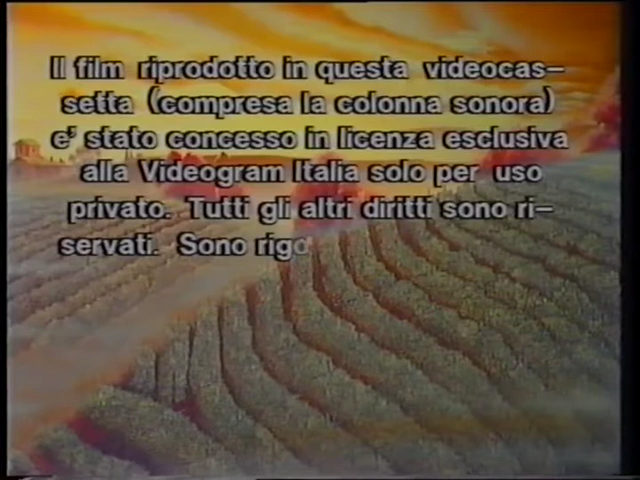 Il film riprodotto in questa videocas–
setta (compresa la colonna sonora)
e' stato concesso in licenza esclusiva
alla Videogram Italia solo per uso
privato. Tutti gli altri diritti sono ri–
servati. Sono rigo